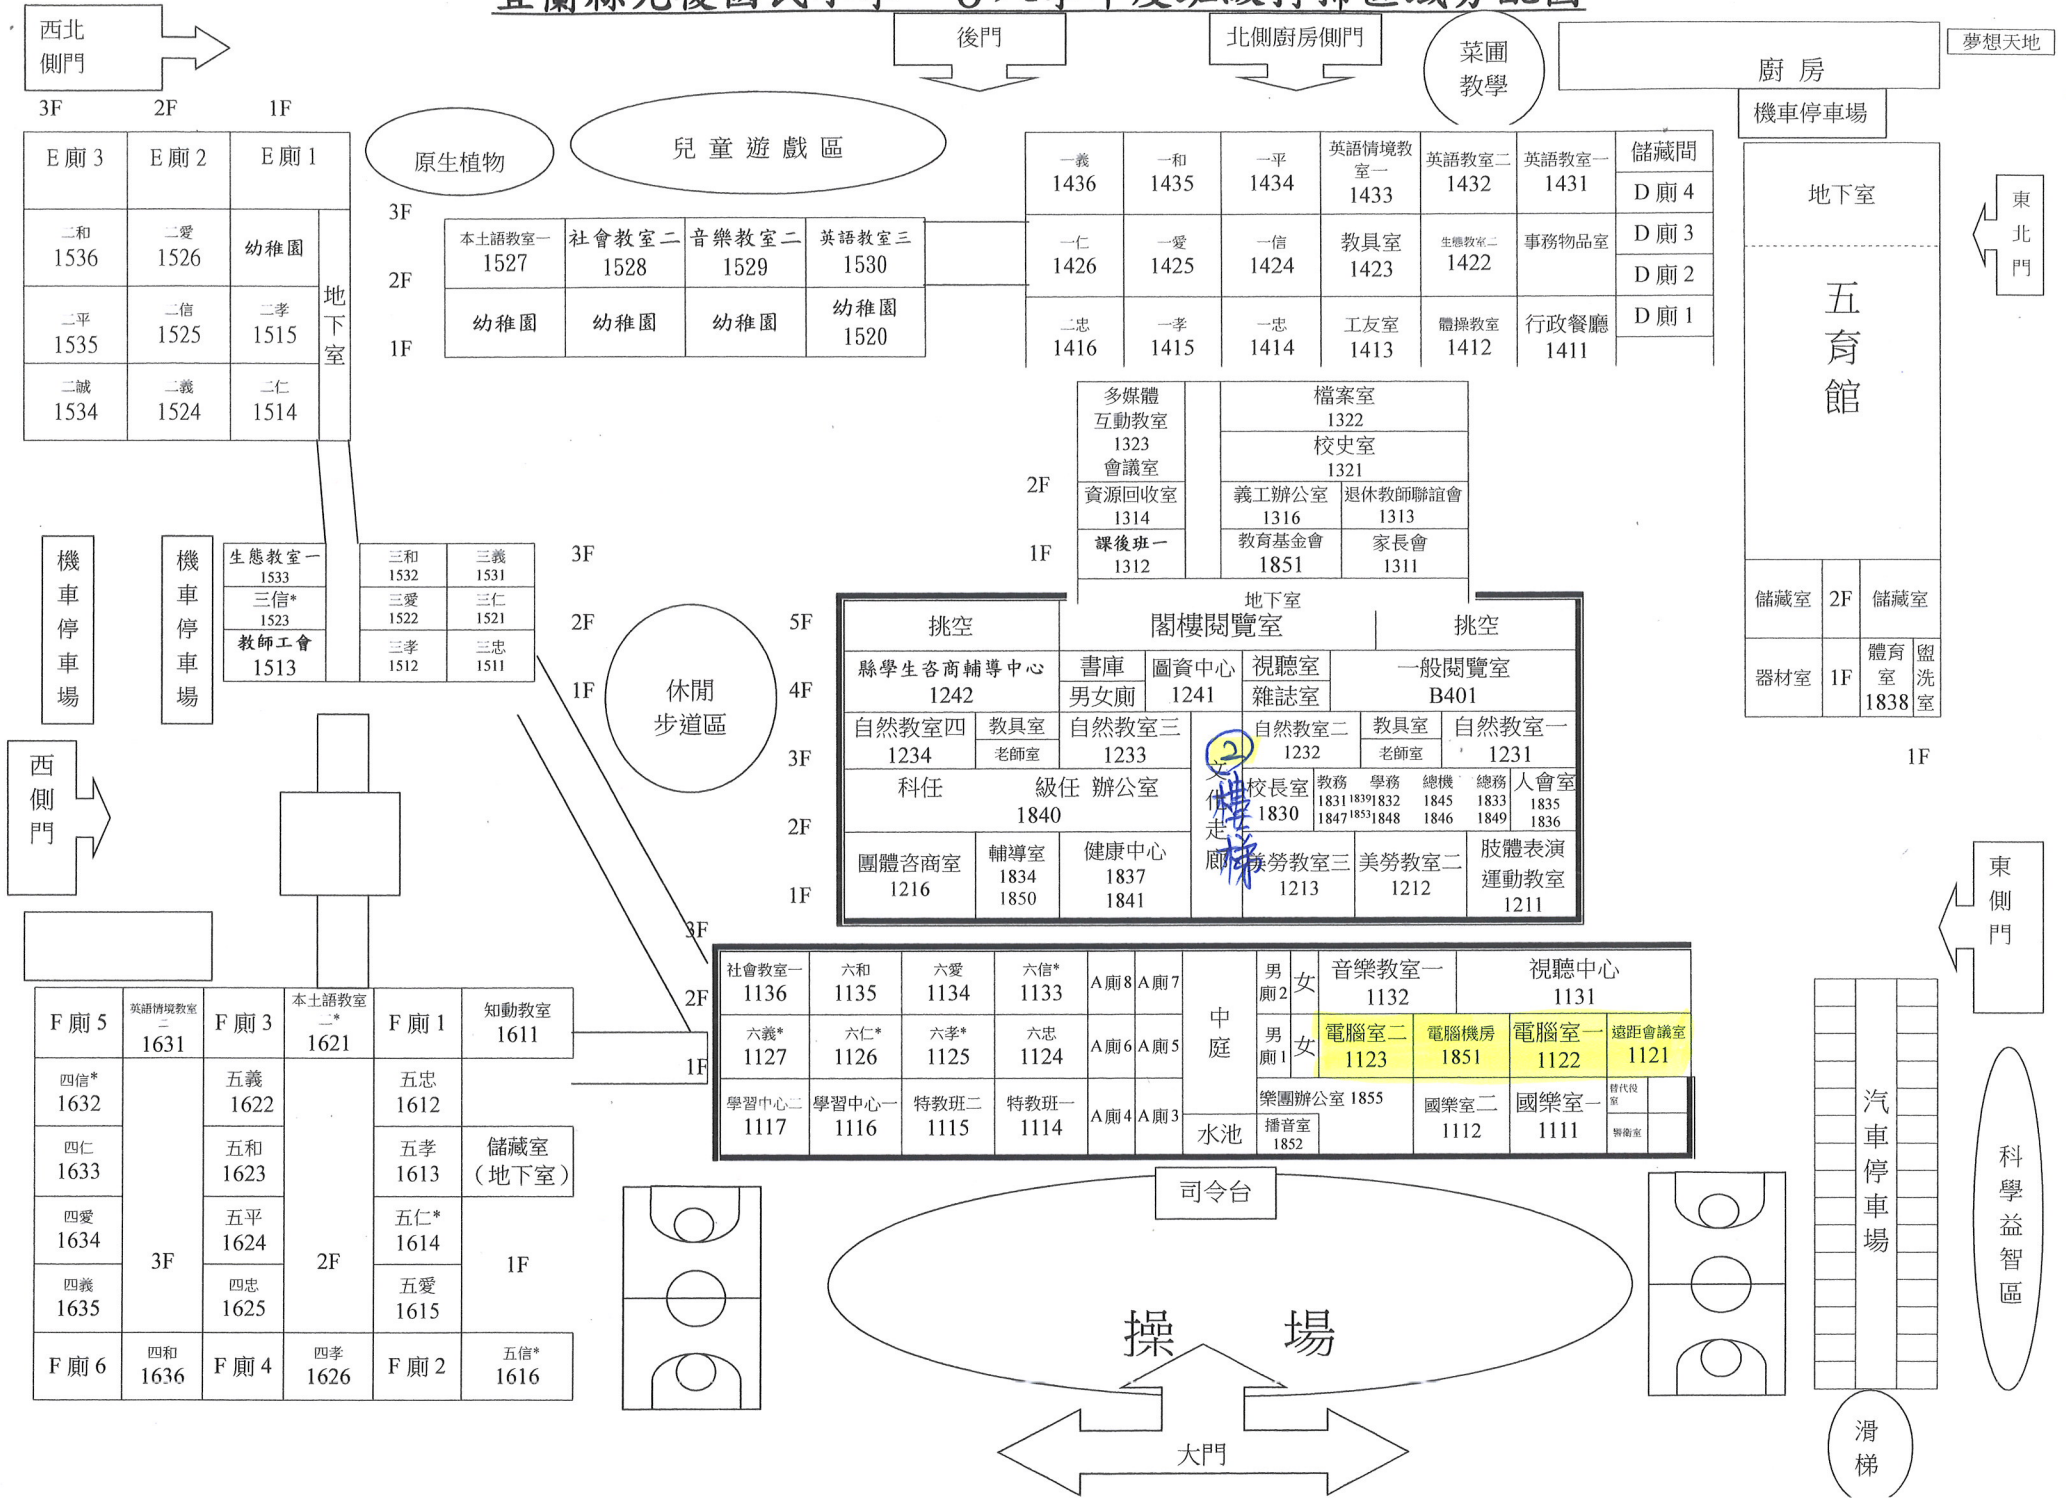 西北
側門
後門
北側廚房側門
菜圃
教學
廚 房
夢想天地
機車停車場
3F 2F 1F
E廁3 E廁2 E廁1
二和 二愛 幼稚園
1536 1526
二平 二信 二孝
1535 1525 1515
二誠 二義 二仁
1534 1524 1514
地下室
原生植物
兒童遊戲區
3F
2F
1F
本土語教室一 社會教室二 音樂教室二 英語教室三
1527 1528 1529 1530
幼稚園 幼稚園 幼稚園 幼稚園
1520
一義 一和 一平 英語情境教室一 英語教室二 英語教室一 儲藏間
1436 1435 1434 1433 1432 1431
D廁4
一仁 一愛 一信 教具室 生態教室二 事務物品室 D廁3
1426 1425 1424 1423 1422
D廁2
二忠 一孝 一忠 工友室 體操教室 行政餐廳 D廁1
1416 1415 1414 1413 1412 1411
地下室
五育館
東北門
儲藏室 2F 儲藏室
器材室 1F 體育室 盥洗室
1838
1F
多媒體
互動教室
1323
會議室
檔案室
1322
校史室
1321
2F
資源回收室 義工辦公室 退休教師聯誼會
1314 1316 1313
1F
課後班一 教育基金會 家長會
1312 1851 1311
地下室
機車停車場
機車停車場
生態教室一 三和 三義 3F
1533 1532 1531
三信* 三愛 三仁 2F
1523 1522 1521
教師工會 三孝 三忠 1F
1513 1512 1511
休閒
步道區
西側門
5F 挑空 閣樓閱覽室 挑空
4F 縣學生咨商輔導中心 書庫 圖資中心 視聽室 一般閱覽室
1242 男女廁 1241 雜誌室 B401
3F 自然教室四 教具室 自然教室三 自然教室二 教具室 自然教室一
1234 老師室 1233 1232 老師室 1231
② 樓梯
文化走廊
2F 科任 級任 辦公室
1840
校長室 教務 學務 總機 總務 人會室
1830 1831 1839 1832 1845 1833 1835
1847 1853 1848 1846 1849 1836
1F 團體咨商室 輔導室 健康中心 美勞教室三 美勞教室二 肢體表演
運動教室
1216 1834 1837 1213 1212 1211
1850 1841
東側門
3F 社會教室一 六和 六愛 六信* A廁8 A廁7 中庭 男廁2 女 音樂教室一 視聽中心
1136 1135 1134 1133 1132 1131
2F 六義* 六仁* 六孝* 六忠 A廁6 A廁5 男廁1 女 電腦室二 電腦機房 電腦室一 遠距會議室
1127 1126 1125 1124 1123 1851 1122 1121
1F 學習中心二 學習中心一 特教班二 特教班一 A廁4 A廁3 水池 樂團辦公室 1855 國樂室二 國樂室一 替代役室
1117 1116 1115 1114 播音室 1112 1111 警衛室
1852
F廁5 英語情境教室二 F廁3 本土語教室二* F廁1 知動教室
1631 1621 1611
四信* 五義 五忠
1632 1622 1612
四仁 五和 五孝 儲藏室
1633 1623 1613 (地下室)
四愛 五平 五仁*
1634 1624 1614
3F 2F 1F
四義 四忠 五愛
1635 1625 1615
F廁6 四和 F廁4 四孝 F廁2 五信*
1636 1626 1616
司令台
操 場
大門
汽車停車場
科學益智區
滑梯